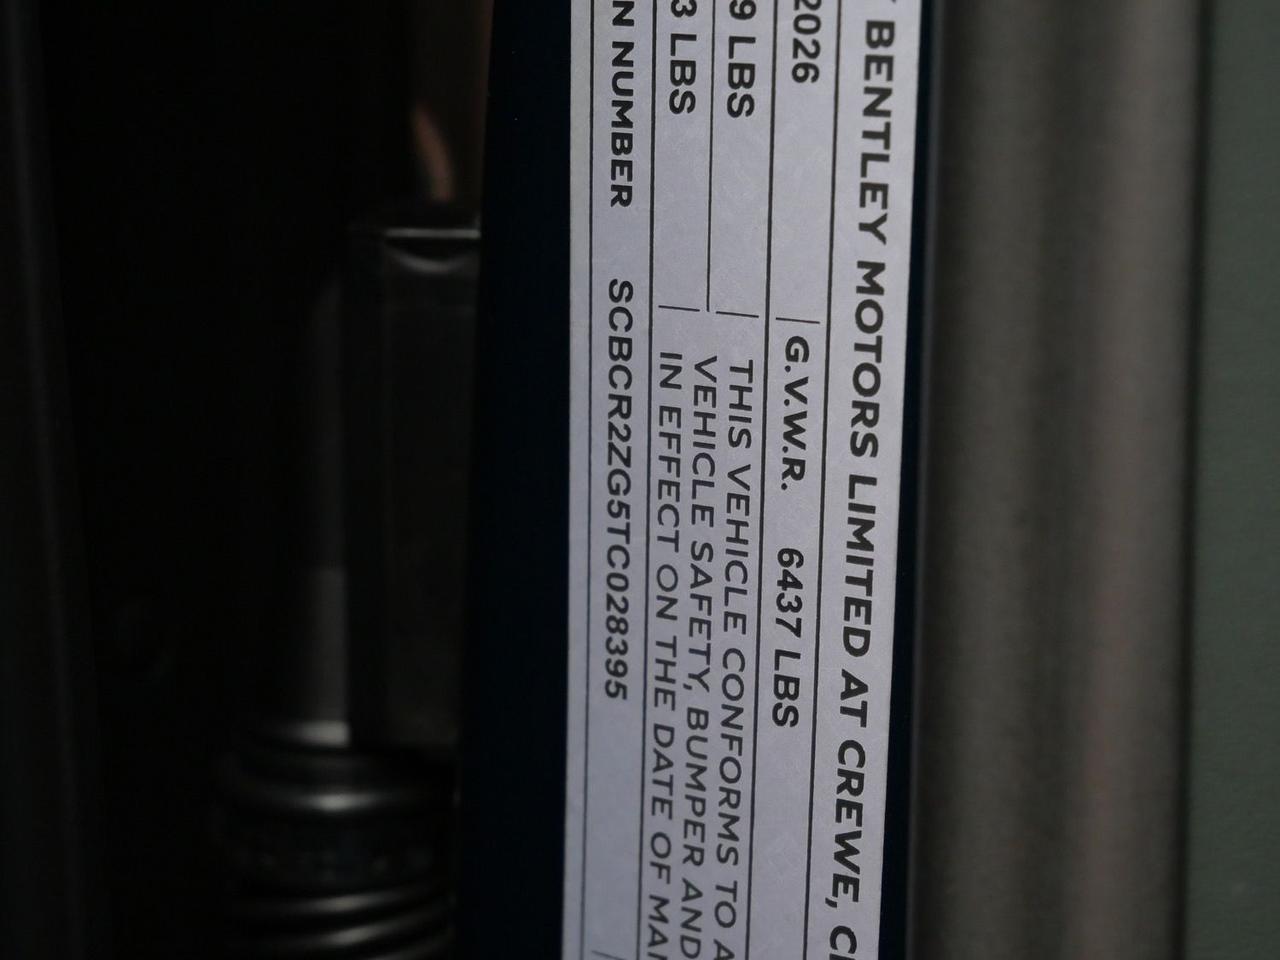 BENTLEY MOTORS LIMITED AT CREWE,
2026 G.V.W.R. 6437 LBS
9 LBS THIS VEHICLE CONFORMS TO A
VEHICLE SAFETY, BUMPER AND
3 LBS IN EFFECT ON THE DATE OF MAN
N NUMBER SCBCR2ZG5TC028395